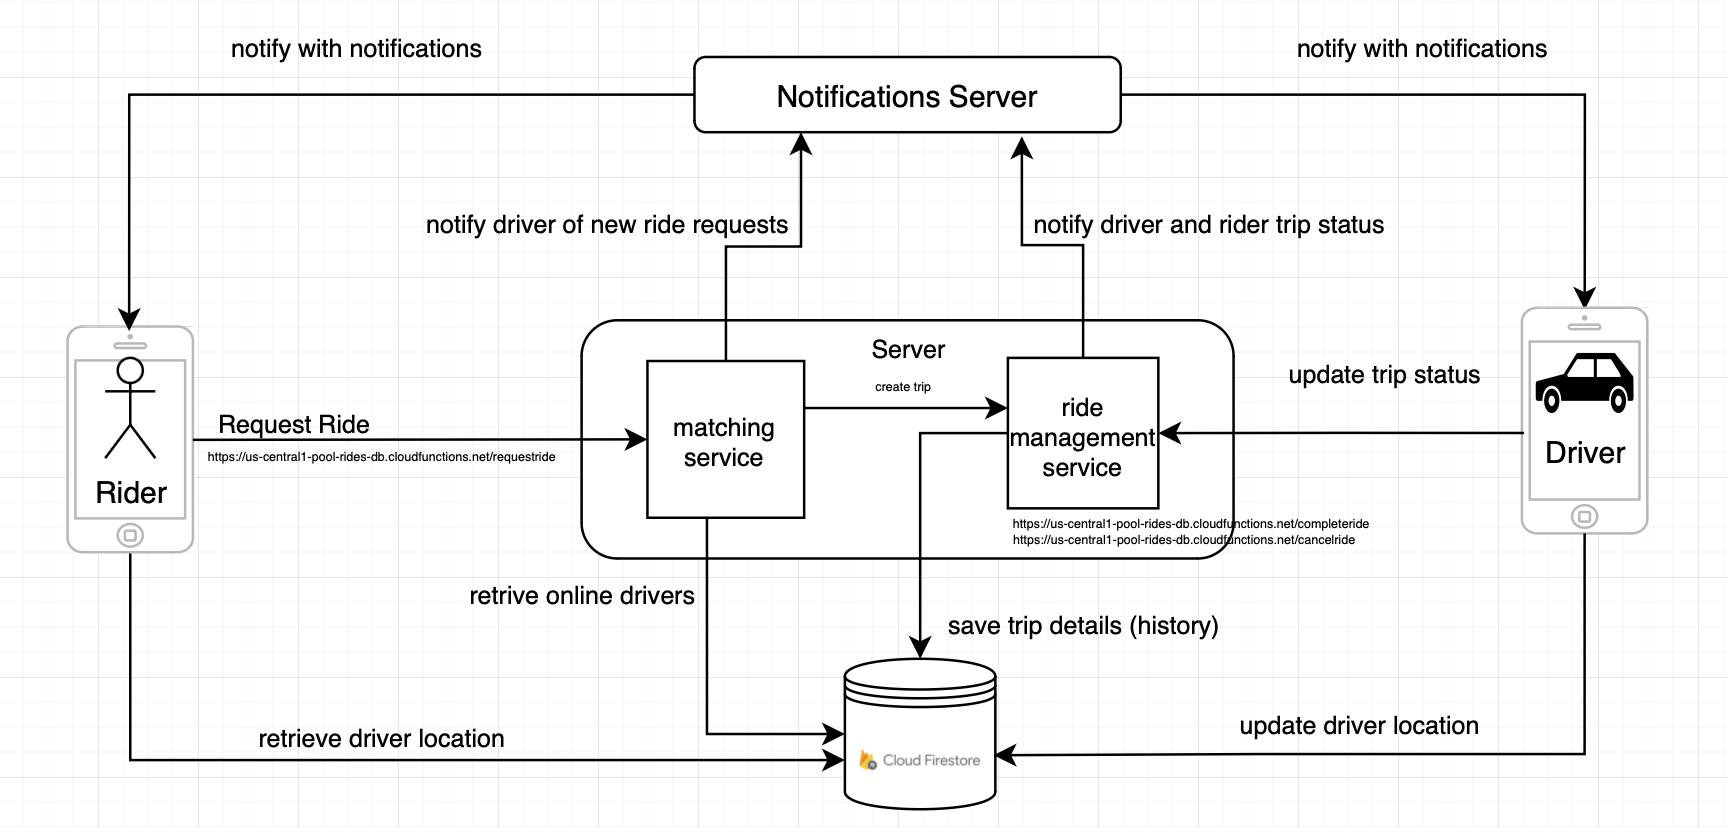 notify with notifications
notify with notifications
Notifications Server
notify driver of new ride requests
notify driver and rider trip status
Server
create trip
update trip status
Request Ride
https://us-central1-pool-rides-db.cloudfunctions.net/requestride
matching
service
ride
management
service
Rider
Driver
https://us-central1-pool-rides-db.cloudfunctions.net/completeride
https://us-central1-pool-rides-db.cloudfunctions.net/cancelride
retrive online drivers
save trip details (history)
retrieve driver location
update driver location
Cloud Firestore